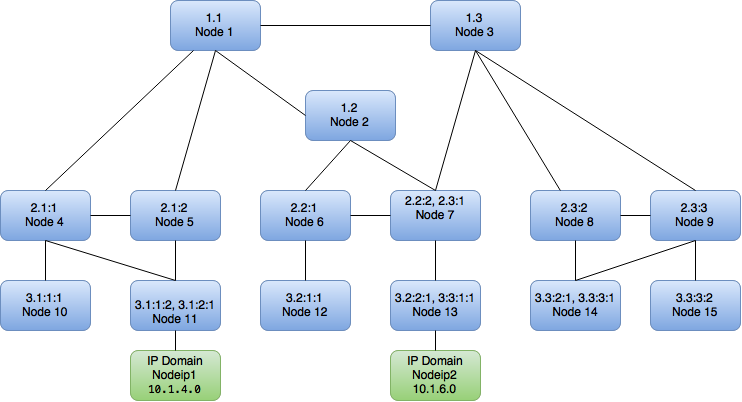 1.1
Node 1
1.3
Node 3
1.2
Node 2
2.1:1
Node 4
2.1:2
Node 5
2.2:1
Node 6
2.2:2, 2.3:1
Node 7
2.3:2
Node 8
2.3:3
Node 9
3.1:1:1
Node 10
3.1:1:2, 3.1:2:1
Node 11
3.2:1:1
Node 12
3.2:2:1, 3:3:1:1
Node 13
3.3:2:1, 3.3:3:1
Node 14
3.3:3:2
Node 15
IP Domain
Nodeip1
10.1.4.0
IP Domain
Nodeip2
10.1.6.0